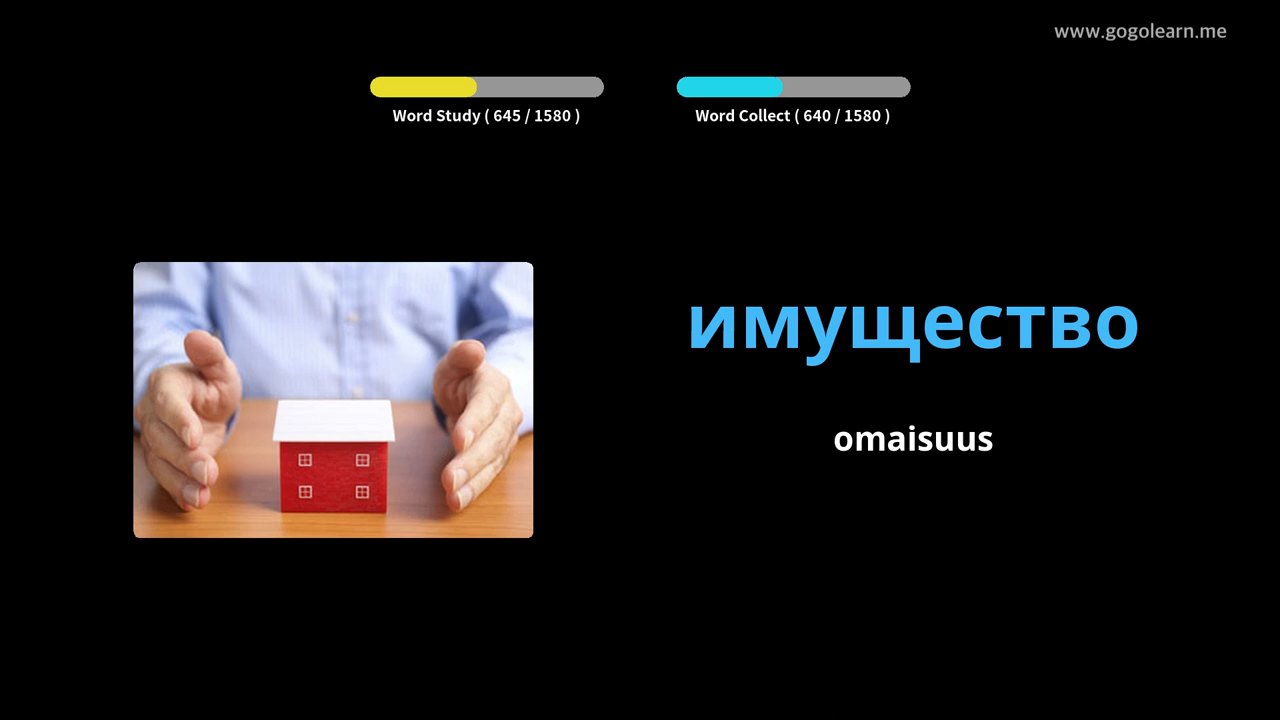 www.gogolearn.me
Word Study ( 645 / 1580 )
Word Collect ( 640 / 1580 )
имущество
omaisuus